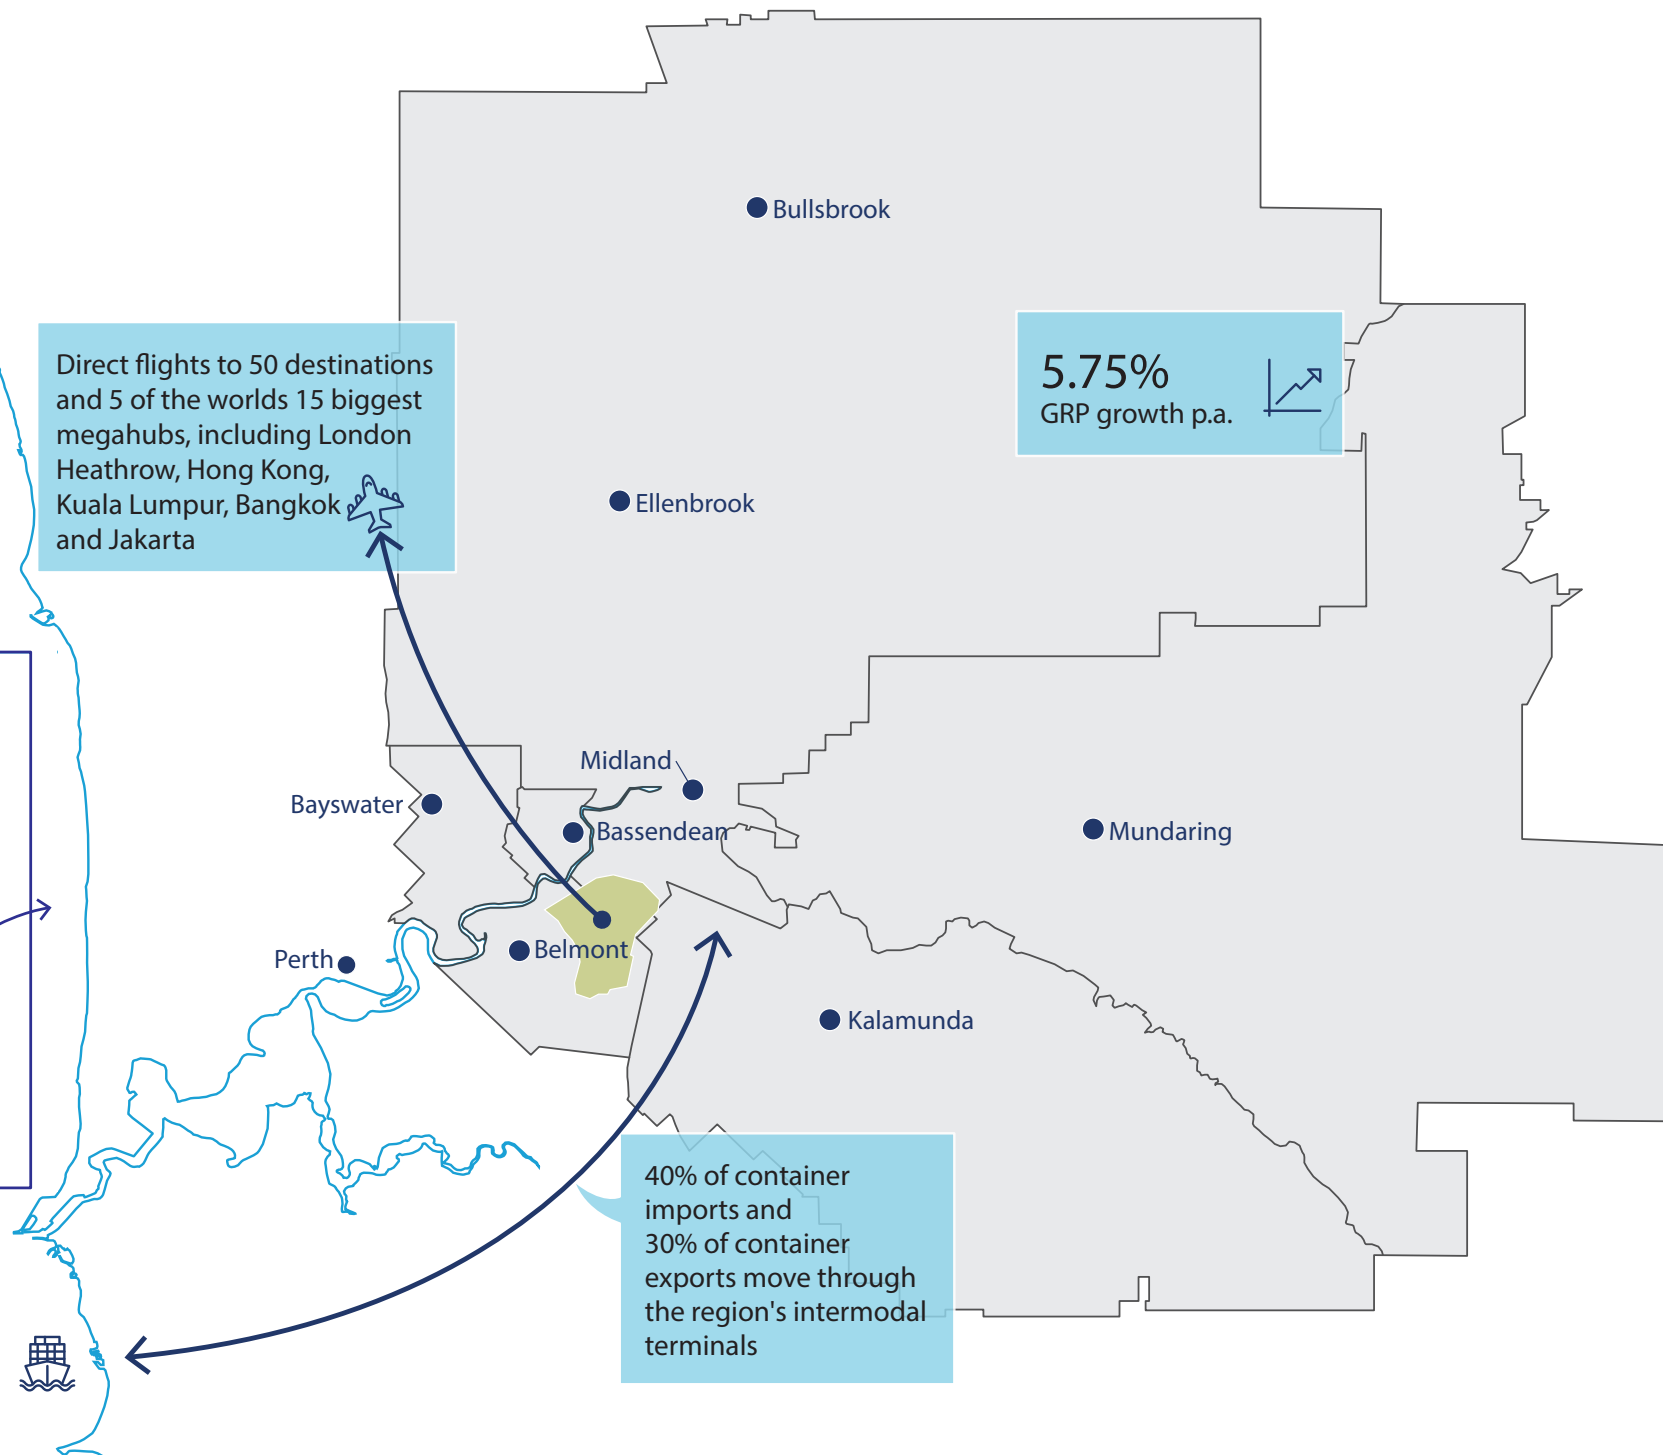 Bullsbrook
Direct flights to 50 destinations
and 5 of the worlds 15 biggest
megahubs, including London
Heathrow, Hong Kong,
Kuala Lumpur, Bangkok
and Jakarta
5.75%
GRP growth p.a.
Ellenbrook
Midland
Bayswater
Bassendean
Mundaring
Belmont
Perth
Kalamunda
40% of container
imports and
30% of container
exports move through
the region's intermodal
terminals